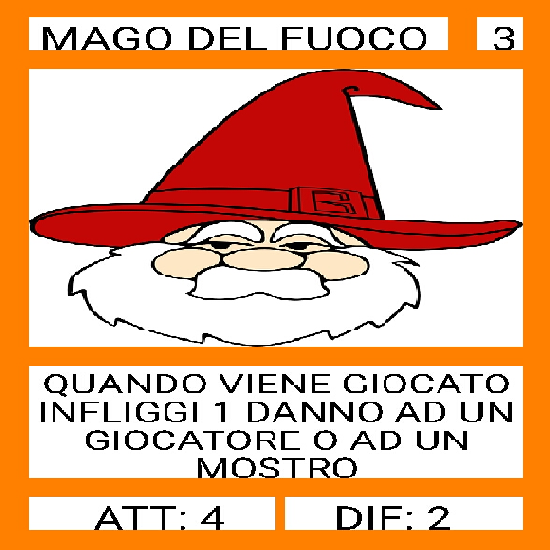 MAGO DEL FUOCO 3
QUANDO VIENE GIOCATO
INFLIGGI 1 DANNO AD UN
GIOCATORE O AD UN
MOSTRO
ATT: 4 DIF: 2